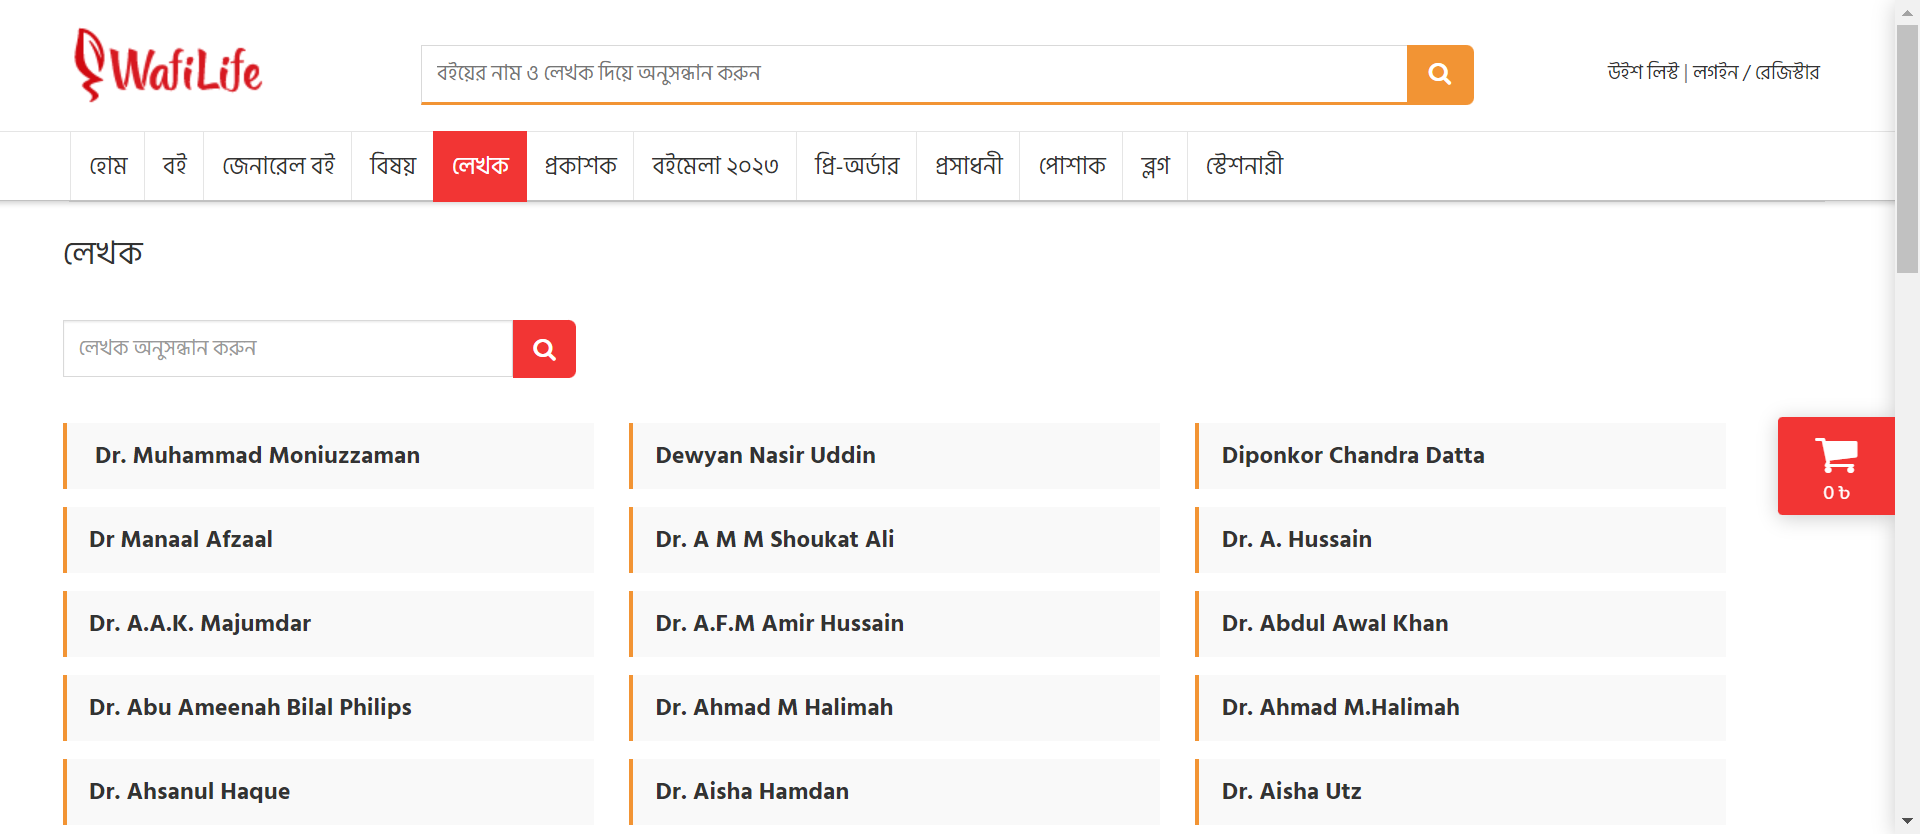 WafiLife
বইয়ের নাম ও লেখক দিয়ে অনুসন্ধান করুন
উইশ লিস্ট | লগইন / রেজিস্টার
হোম বই জেনারেল বই বিষয় লেখক প্রকাশক বইমেলা ২০২৩ প্রি-অর্ডার প্রসাধনী পোশাক ব্লগ স্টেশনারী
লেখক
লেখক অনুসন্ধান করুন
Dr. Muhammad Moniuzzaman
Dewyan Nasir Uddin
Diponkor Chandra Datta
0 ৳
Dr Manaal Afzaal
Dr. A M M Shoukat Ali
Dr. A. Hussain
Dr. A.A.K. Majumdar
Dr. A.F.M Amir Hussain
Dr. Abdul Awal Khan
Dr. Abu Ameenah Bilal Philips
Dr. Ahmad M Halimah
Dr. Ahmad M.Halimah
Dr. Ahsanul Haque
Dr. Aisha Hamdan
Dr. Aisha Utz